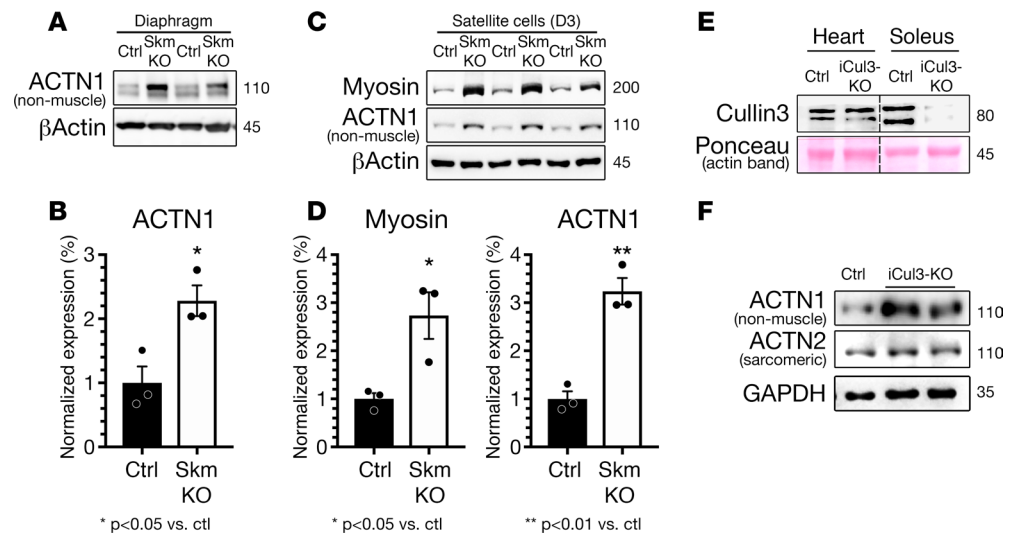 A
Diaphragm
Ctrl Skm KO Ctrl Skm KO
ACTN1
(non-muscle)
110
βActin
45
B
ACTN1
Normalized expression (%)
3
2
1
0
*
Ctrl
Skm
KO
* p<0.05 vs. ctl
C
Satellite cells (D3)
Ctrl Skm KO Ctrl Skm KO Ctrl Skm KO
Myosin
200
ACTN1
(non-muscle)
110
βActin
45
D
Myosin
Normalized expression (%)
4
3
2
1
0
*
Ctrl
Skm
KO
* p<0.05 vs. ctl
ACTN1
Normalized expression (%)
4
3
2
1
0
**
Ctrl
Skm
KO
** p<0.01 vs. ctl
E
Heart Soleus
Ctrl iCul3-KO Ctrl iCul3-KO
Cullin3
80
Ponceau
(actin band)
45
F
Ctrl iCul3-KO
ACTN1
(non-muscle)
110
ACTN2
(sarcomeric)
110
GAPDH
35